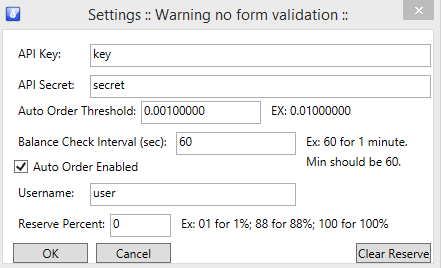 Settings :: Warning no form validation ::
API Key: key
API Secret: secret
Auto Order Threshold: 0.00100000 EX: 0.01000000
Balance Check Interval (sec): 60 Ex: 60 for 1 minute.
Min should be 60.
Auto Order Enabled
Username: user
Reserve Percent: 0 Ex: 01 for 1%; 88 for 88%; 100 for 100%
OK Cancel Clear Reserve